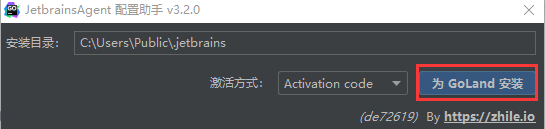 JetbrainsAgent 配置助手 v3.2.0
安装目录: C:\Users\Public\.jetbrains
激活方式: Activation code 为 GoLand 安装
(de72619) By https://zhile.io